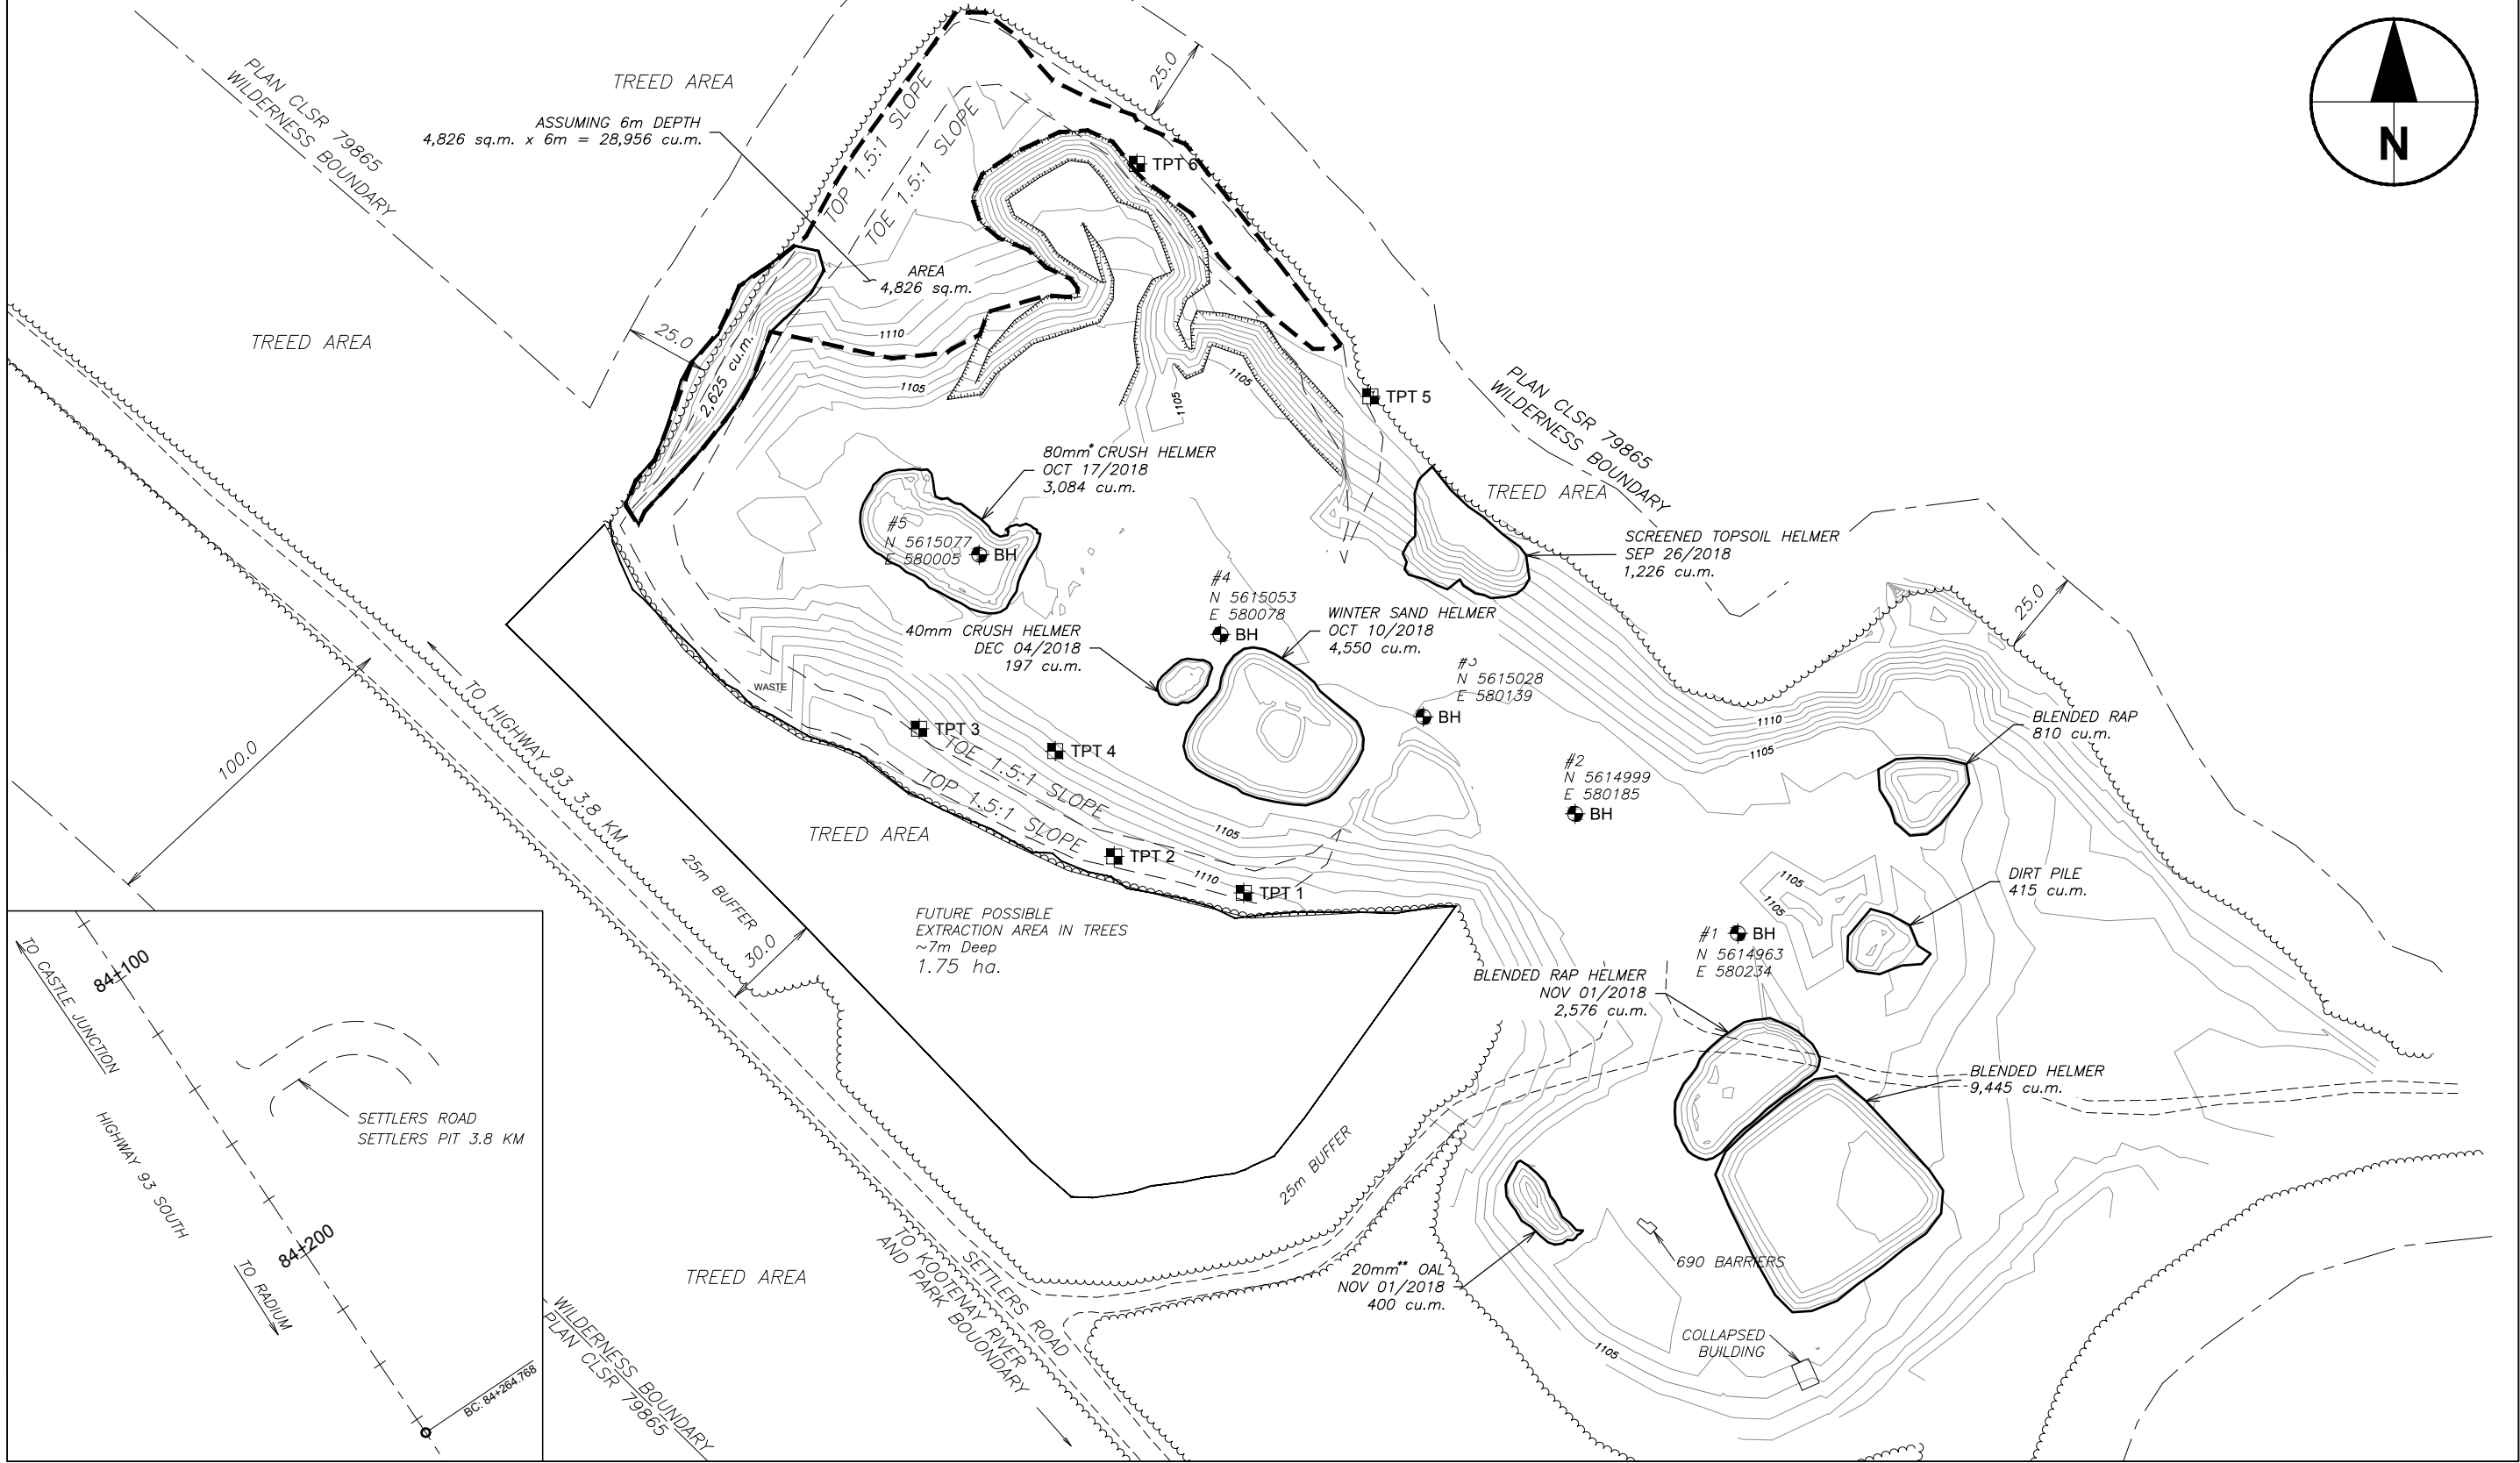 PLAN CLSR 79865
WILDERNESS BOUNDARY
TREED AREA
ASSUMING 6m DEPTH
4,826 sq.m. x 6m = 28,956 cu.m.
TOP 1.5:1 SLOPE
TOE 1.5:1 SLOPE
25.0
N
TPT 6
AREA
4,826 sq.m.
TREED AREA
25.0
2,625 cu.m.
1110
1105
1105
1105
TPT 5
PLAN CLSR 79865
WILDERNESS BOUNDARY
TREED AREA
80mm* CRUSH HELMER
OCT 17/2018
3,084 cu.m.
#5
N 5615077
E 580005
BH
SCREENED TOPSOIL HELMER
SEP 26/2018
1,226 cu.m.
#4
N 5615053
E 580078
BH
WINTER SAND HELMER
OCT 10/2018
4,550 cu.m.
40mm CRUSH HELMER
DEC 04/2018
197 cu.m.
25.0
WASTE
#3
N 5615028
E 580139
BH
TPT 3
TPT 4
TOE 1.5:1 SLOPE
TOP 1.5:1 SLOPE
1105
1110
1105
BLENDED RAP
810 cu.m.
#2
N 5614999
E 580185
BH
TO HIGHWAY 93 3.8 KM
100.0
TREED AREA
TPT 2
1110
TPT 1
25m BUFFER
30.0
FUTURE POSSIBLE
EXTRACTION AREA IN TREES
~7m Deep
1.75 ha.
1105
1105
DIRT PILE
415 cu.m.
#1
BH
N 5614963
E 580234
BLENDED RAP HELMER
NOV 01/2018
2,576 cu.m.
BLENDED HELMER
9,445 cu.m.
TO CASTLE JUNCTION
84+100
SETTLERS ROAD
SETTLERS PIT 3.8 KM
HIGHWAY 93 SOUTH
84+200
TO RADIUM
BC: 84+264.768
25m BUFFER
TREED AREA
SETTLERS ROAD
TO KOOTENAY RIVER
AND PARK BOUONDARY
WILDERNESS BOUNDARY
PLAN CLSR 79865
20mm** OAL
NOV 01/2018
400 cu.m.
690 BARRIERS
COLLAPSED
BUILDING
1105